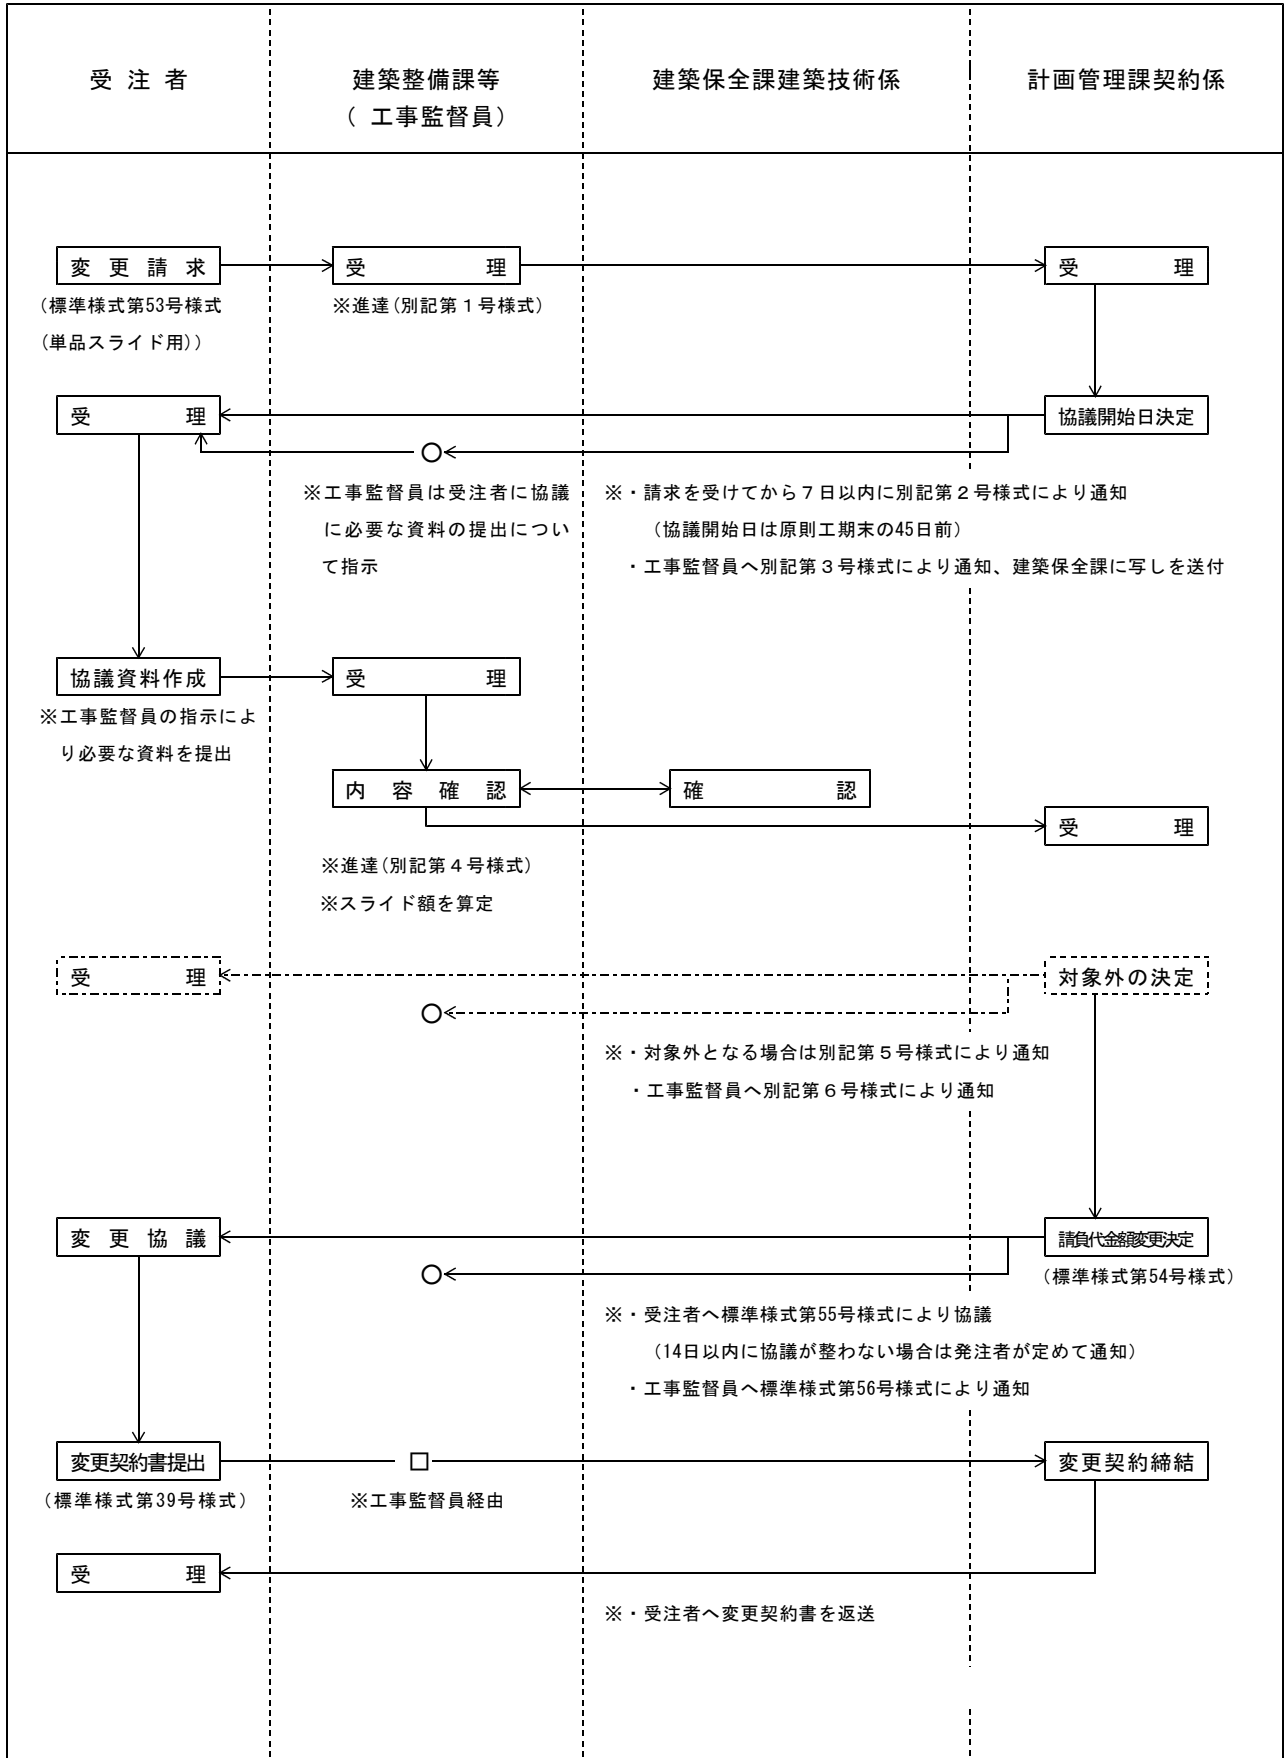 受注者
建築整備課等
(工事監督員)
建築保全課建築技術係
計画管理課契約係
変更請求
受理
受理
(標準様式第53号様式
(単品スライド用))
※進達(別記第1号様式)
受理
協議開始日決定
※工事監督員は受注者に協議
に必要な資料の提出につい
て指示
※・請求を受けてから7日以内に別記第2号様式により通知
(協議開始日は原則工期末の45日前)
・工事監督員へ別記第3号様式により通知、建築保全課に写しを送付
協議資料作成
受理
※工事監督員の指示によ
り必要な資料を提出
内容確認
確認
受理
※進達(別記第4号様式)
※スライド額を算定
受理
対象外の決定
※・対象外となる場合は別記第5号様式により通知
・工事監督員へ別記第6号様式により通知
変更協議
請負代金額変更決定
(標準様式第54号様式)
※・受注者へ標準様式第55号様式により協議
(14日以内に協議が整わない場合は発注者が定めて通知)
・工事監督員へ標準様式第56号様式により通知
変更契約書提出
変更契約締結
(標準様式第39号様式)
※工事監督員経由
受理
※・受注者へ変更契約書を返送